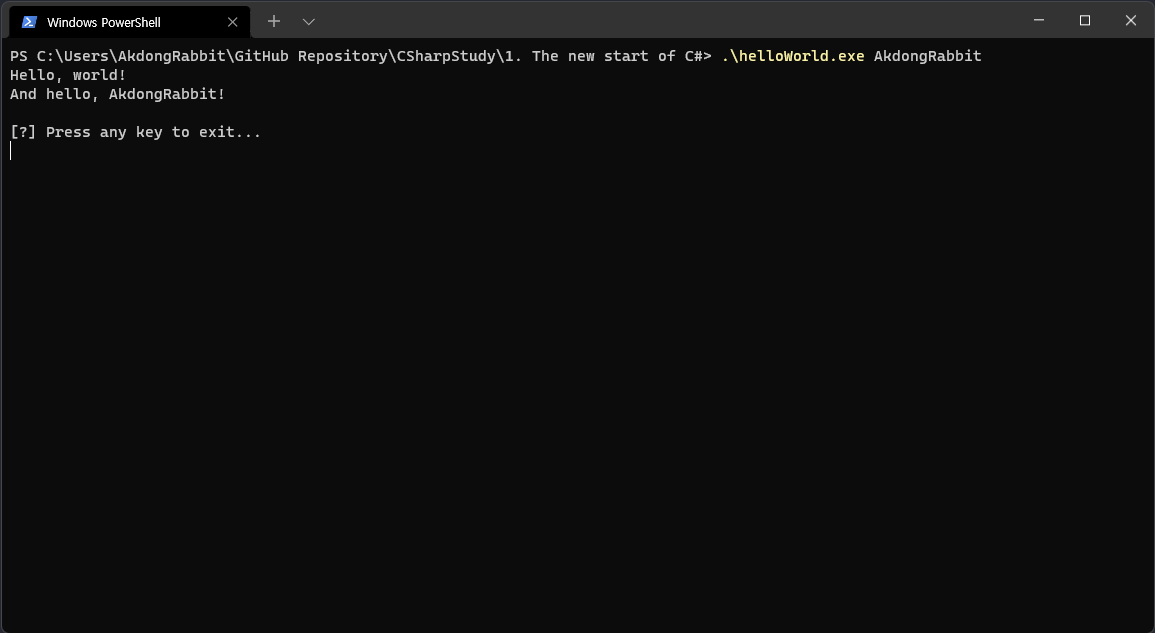 Windows PowerShell
PS C:\Users\AkdongRabbit\GitHub Repository\CSharpStudy\1. The new start of C#> .\helloWorld.exe AkdongRabbit
Hello, world!
And hello, AkdongRabbit!
[?] Press any key to exit...